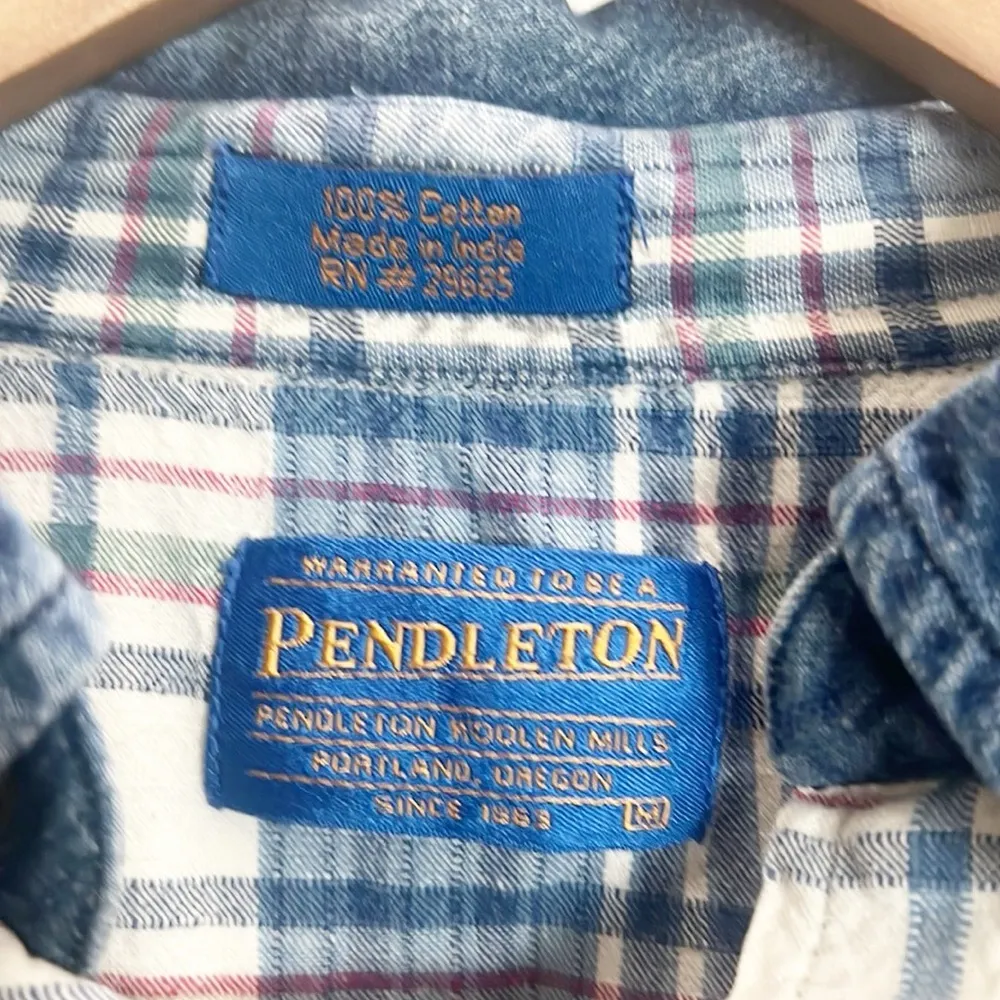 100% Cotton
Made in India
RN # 29685
WARRANTED TO BE A
PENDLETON
PENDLETON WOOLEN MILLS
PORTLAND, OREGON
SINCE 1863
M